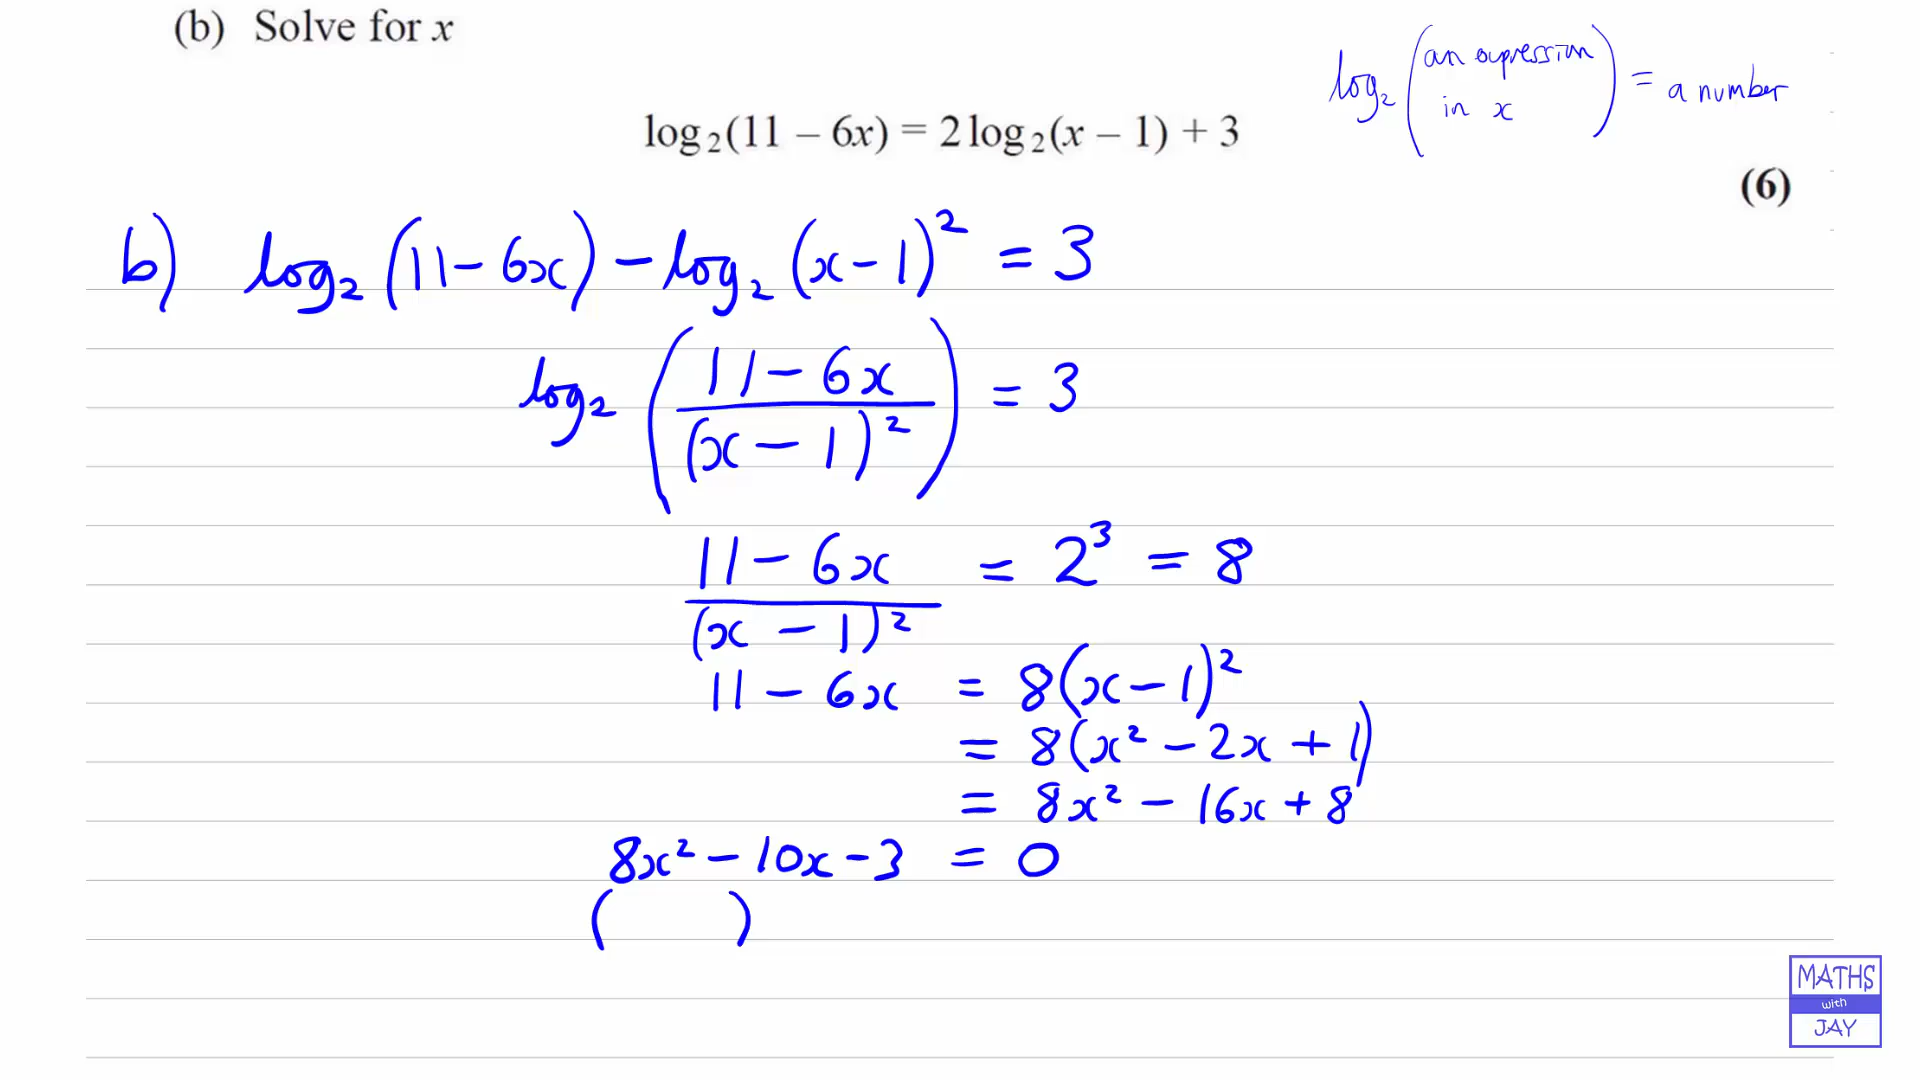 (b) Solve for x
log₂(an expression in x) = a number
log₂(11 – 6x) = 2log₂(x – 1) + 3
(6)
b) log₂(11 – 6x) – log₂(x – 1)² = 3
log₂((11 – 6x)/(x – 1)²) = 3
(11 – 6x)/(x – 1)² = 2³ = 8
11 – 6x = 8(x – 1)²
= 8(x² – 2x + 1)
= 8x² – 16x + 8
8x² – 10x – 3 = 0
( )
MATHS
with
JAY